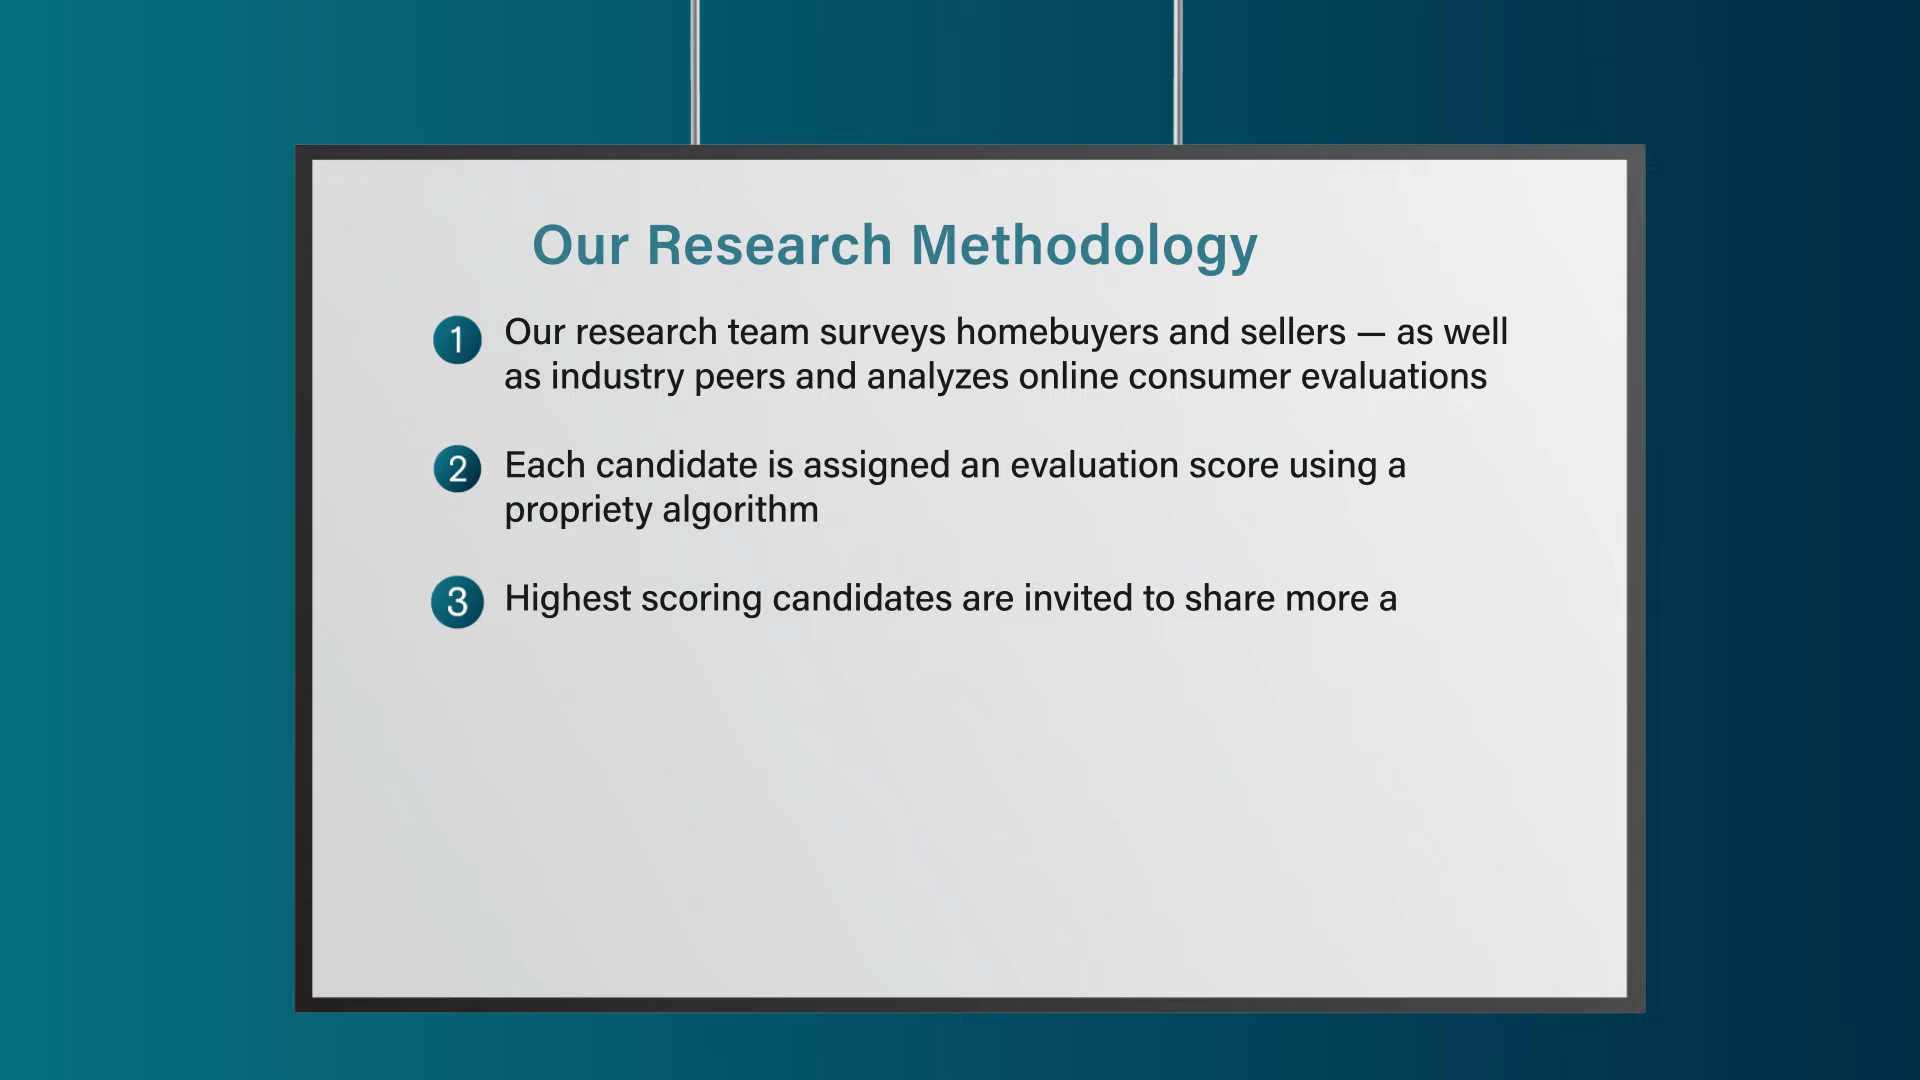 Our Research Methodology
1 Our research team surveys homebuyers and sellers — as well
as industry peers and analyzes online consumer evaluations
2 Each candidate is assigned an evaluation score using a
propriety algorithm
3 Highest scoring candidates are invited to share more a